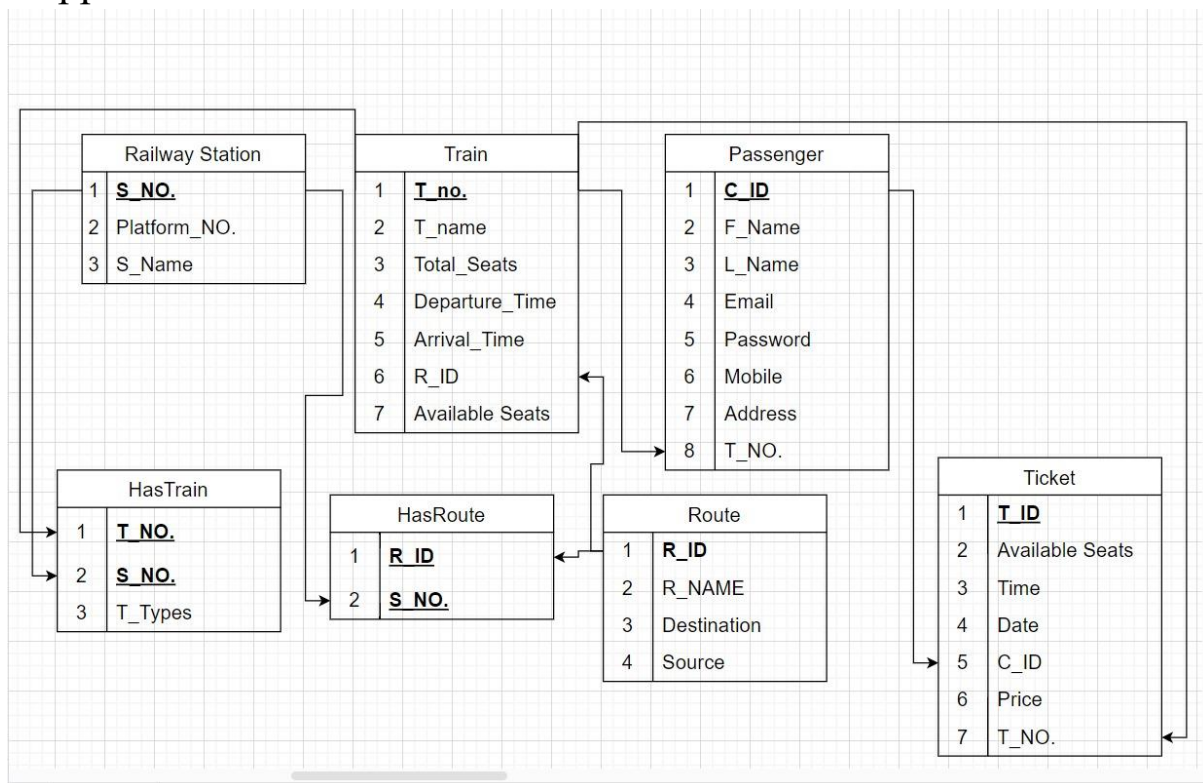 Railway Station
1 S_NO.
2 Platform_NO.
3 S_Name
Train
1 T_no.
2 T_name
3 Total_Seats
4 Departure_Time
5 Arrival_Time
6 R_ID
7 Available Seats
Passenger
1 C_ID
2 F_Name
3 L_Name
4 Email
5 Password
6 Mobile
7 Address
8 T_NO.
HasTrain
1 T_NO.
2 S_NO.
3 T_Types
HasRoute
1 R_ID
2 S_NO.
Route
1 R_ID
2 R_NAME
3 Destination
4 Source
Ticket
1 T_ID
2 Available Seats
3 Time
4 Date
5 C_ID
6 Price
7 T_NO.